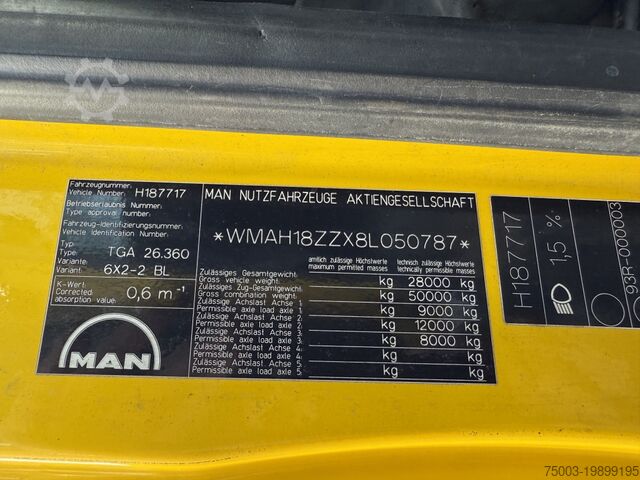 Fahrzeugnummer:
Vehicle Number: H187717
Betriebserlaubnis Nummer:
Type approval number:
Fahrzeug-Identifizierungsnummer:
Vehicle Identification Number:
Typ:
Type: TGA 26.360
Variante:
Variant: 6X2-2 BL
K-Wert
Corrected
absorption value: 0,6 m⁻¹
MAN
MAN NUTZFAHRZEUGE AKTIENGESELLSCHAFT
*WMAH18ZZX8L050787*
amtlich zulässige Höchstwerte technisch zulässige Höchstwerte
maximum permitted masses technically permitted masses
Zulässiges Gesamtgewicht:
Gross vehicle weight: kg 28000 kg
Zulässiges Zug-Gesamtgewicht:
Gross combination weight: kg 50000 kg
Zulässige Achslast Achse 1:
Permissible axle load axle 1: kg 9000 kg
Zulässige Achslast Achse 2:
Permissible axle load axle 2: kg 12000 kg
Zulässige Achslast Achse 3:
Permissible axle load axle 3: kg 8000 kg
Zulässige Achslast Achse 4:
Permissible axle load axle 4: kg kg
Zulässige Achslast Achse 5:
Permissible axle load axle 5: kg kg
H187717
1,5 %
93R-000003
75003-19899195